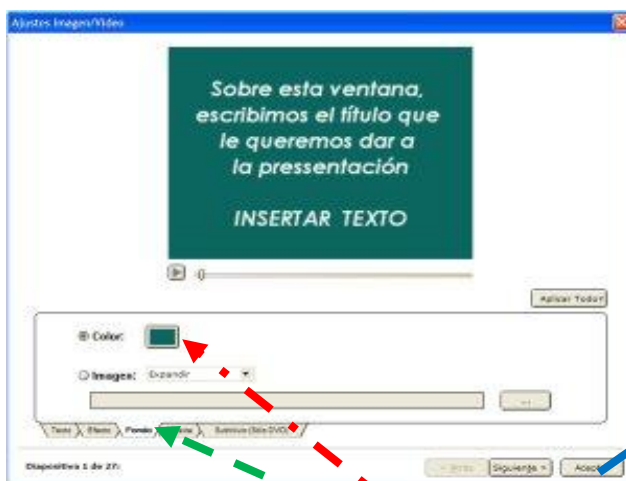 Ajustes Imagen/Video
Sobre esta ventana,
escribimos el título que
le queremos dar a
la pressentación
INSERTAR TEXTO
Aplicar Todo
Color:
Imagen: Expandir
...
Texto Efecto Fondo (Sólo DVD)
Diapositiva 1 de 27:
< Atrás Siguiente >